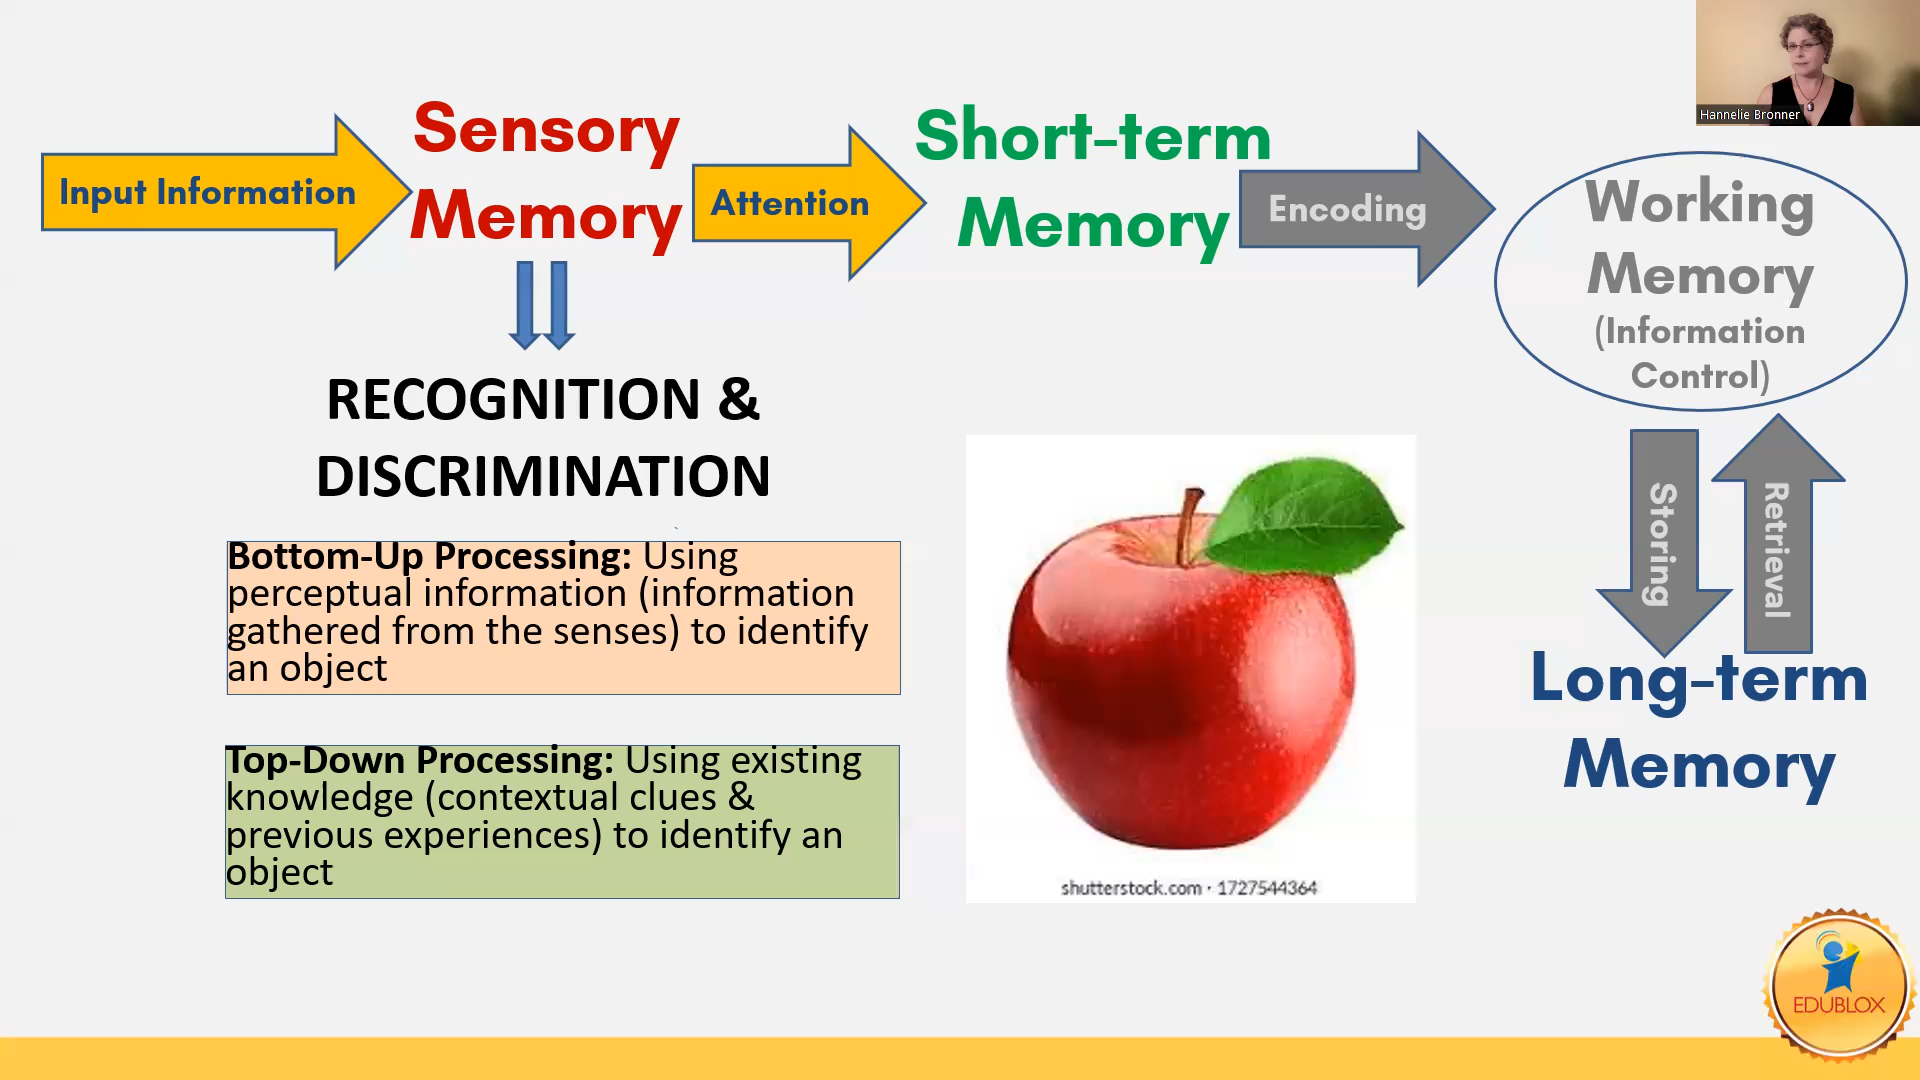 Hannelie Bronner
Input Information
Sensory
Memory
Attention
Short-term
Memory
Encoding
Working
Memory
(Information
Control)
RECOGNITION &
DISCRIMINATION
Bottom-Up Processing: Using
perceptual information (information
gathered from the senses) to identify
an object
Top-Down Processing: Using existing
knowledge (contextual clues &
previous experiences) to identify an
object
shutterstock.com · 1727544364
Storing
Retrieval
Long-term
Memory
EDUBLOX